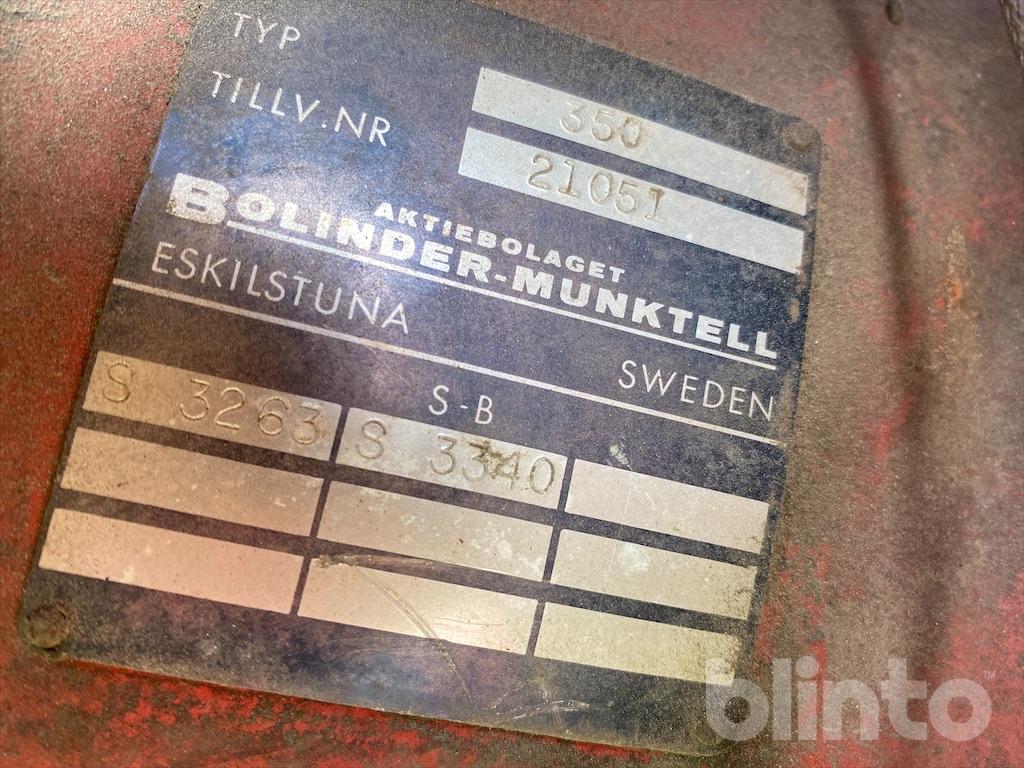 TYP 350
TILLV.NR 21051
AKTIEBOLAGET
BOLINDER-MUNKTELL
ESKILSTUNA SWEDEN
S-B
S 3263 S 3340
blinto